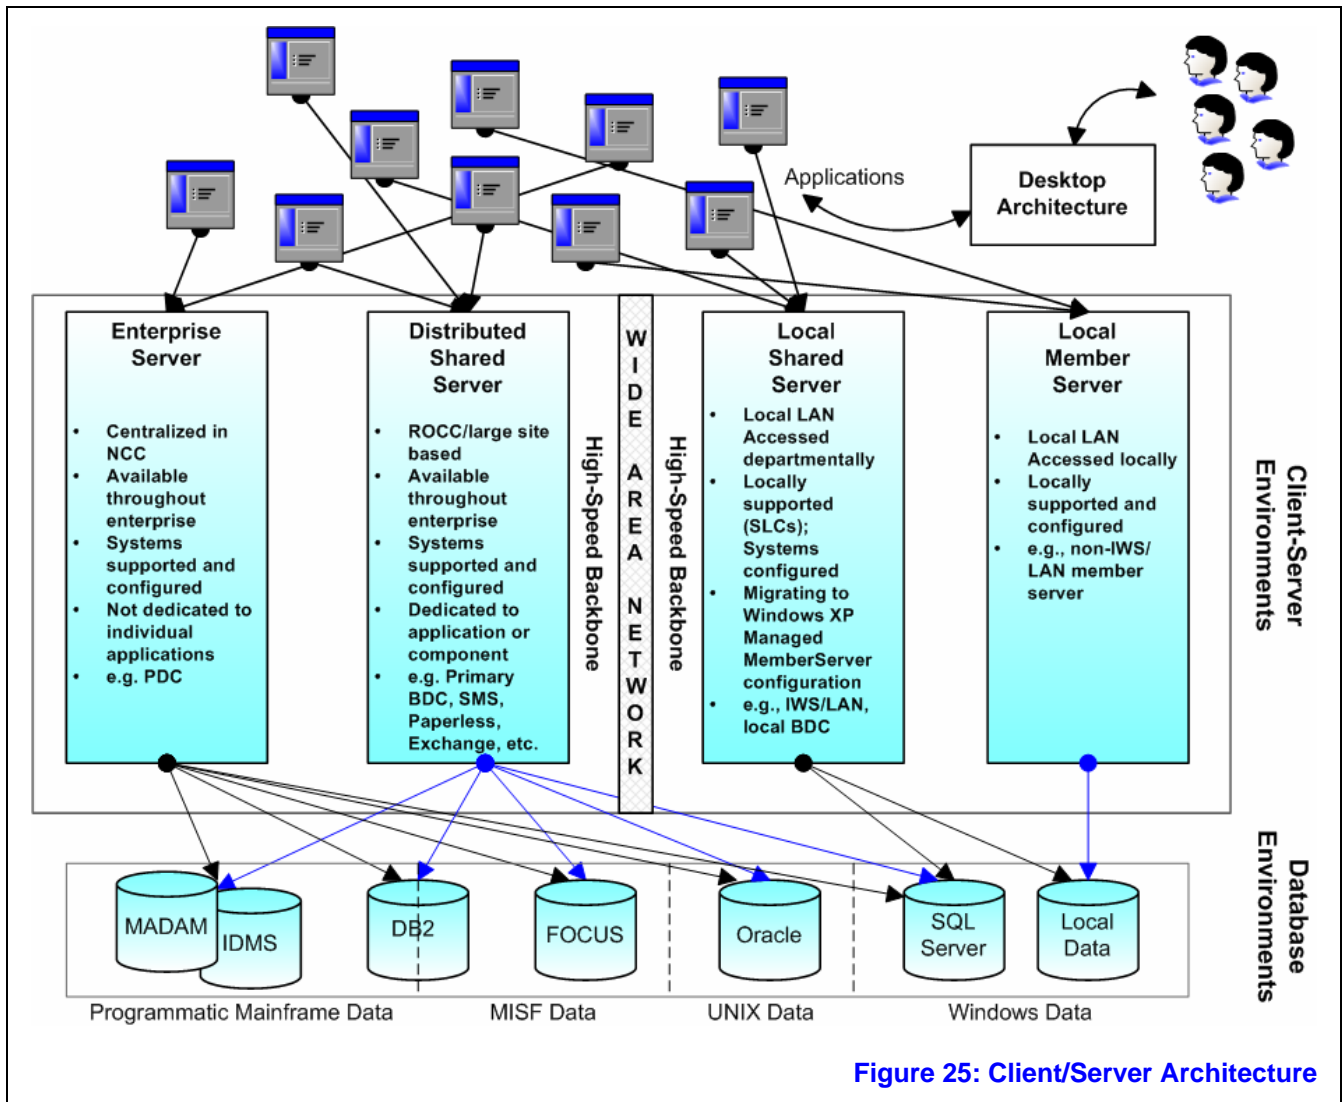 Applications
Desktop
Architecture
Enterprise
Server
• Centralized in
NCC
• Available
throughout
enterprise
• Systems
supported and
configured
• Not dedicated to
individual
applications
• e.g. PDC
Distributed
Shared
Server
• ROCC/large site
based
• Available
throughout
enterprise
• Systems
supported and
configured
• Dedicated to
application or
component
• e.g. Primary
BDC, SMS,
Paperless,
Exchange, etc.
High-Speed Backbone
WIDE AREA NETWORK
High-Speed Backbone
Local
Shared
Server
• Local LAN
Accessed
departmentally
• Locally
supported
(SLCs);
Systems
configured
• Migrating to
Windows XP
Managed
MemberServer
configuration
• e.g., IWS/LAN,
local BDC
Local
Member
Server
• Local LAN
Accessed locally
• Locally
supported and
configured
• e.g., non-IWS/
LAN member
server
Client-Server
Environments
MADAM
IDMS
DB2
FOCUS
Oracle
SQL
Server
Local
Data
Database
Environments
Programmatic Mainframe Data
MISF Data
UNIX Data
Windows Data
Figure 25: Client/Server Architecture